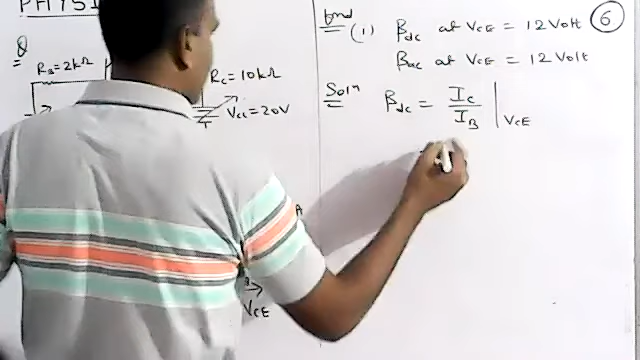 PHYSI
Q
R_B = 2kΩ
R_C = 10kΩ
V_CC = 20V
A
B
V_CE
find (1) β_dc at V_CE = 12 Volt
β_ac at V_CE = 12 Volt
6
Solⁿ β_dc = I_C / I_B | V_CE